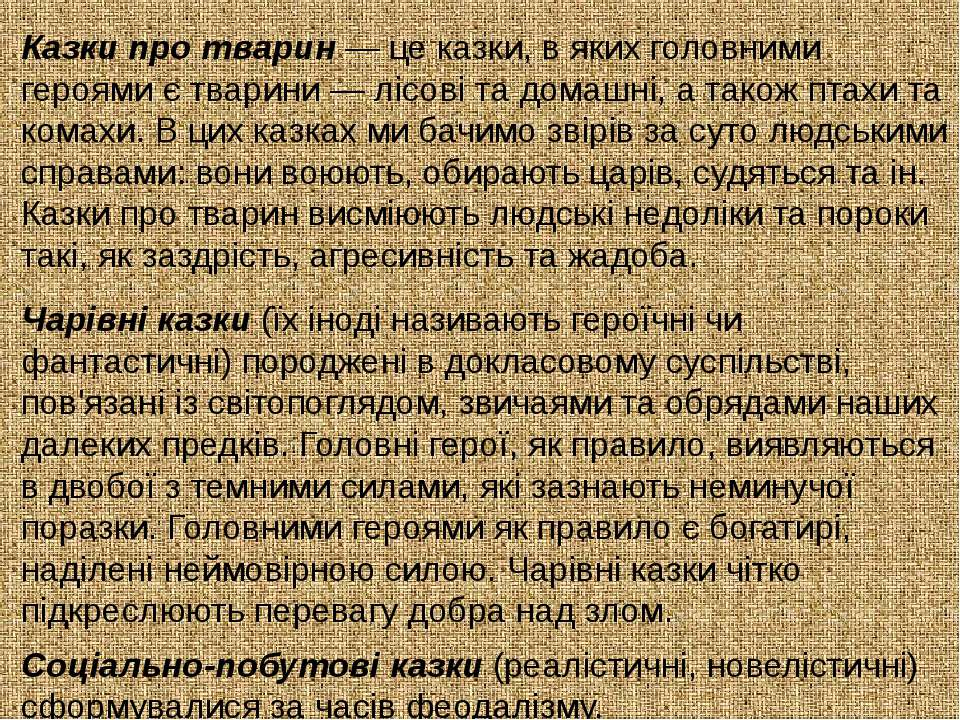 Казки про тварин — це казки, в яких головними
героями є тварини — лісові та домашні, а також птахи та
комахи. В цих казках ми бачимо звірів за суто людськими
справами: вони воюють, обирають царів, судяться та ін.
Казки про тварин висміюють людські недоліки та пороки
такі, як заздрість, агресивність та жадоба.
Чарівні казки (їх іноді називають героїчні чи
фантастичні) породжені в докласовому суспільстві,
пов'язані із світопоглядом, звичаями та обрядами наших
далеких предків. Головні герої, як правило, виявляються
в двобої з темними силами, які зазнають неминучої
поразки. Головними героями як правило є богатирі,
наділені неймовірною силою. Чарівні казки чітко
підкреслюють перевагу добра над злом.
Соціально-побутові казки (реалістичні, новелістичні)
сформувалися за часів феодалізму.